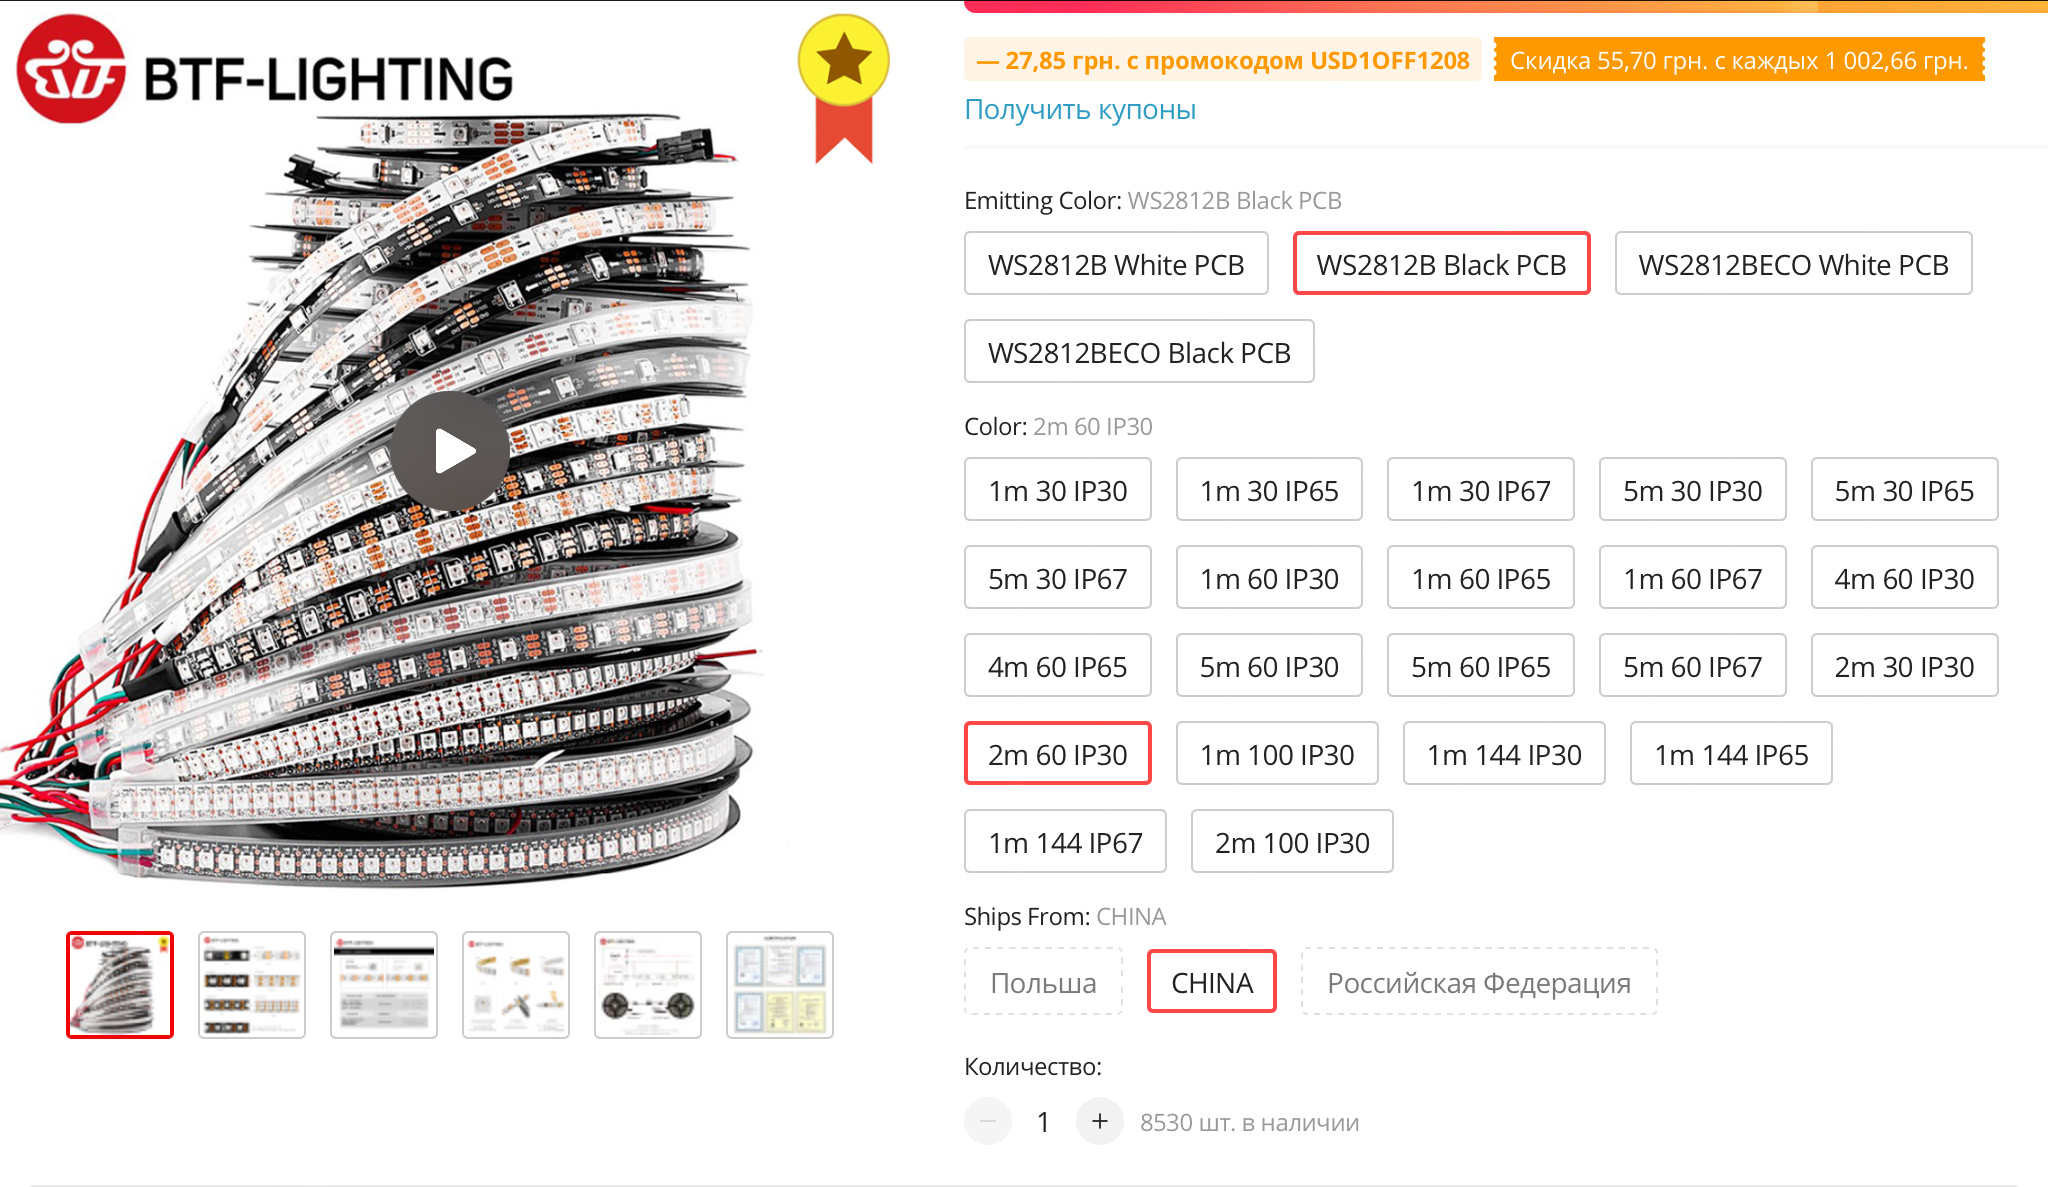 BTF-LIGHTING
— 27,85 грн. с промокодом USD1OFF1208
Скидка 55,70 грн. с каждых 1 002,66 грн.
Получить купоны
Emitting Color: WS2812B Black PCB
WS2812B White PCB
WS2812B Black PCB
WS2812BECO White PCB
WS2812BECO Black PCB
Color: 2m 60 IP30
1m 30 IP30
1m 30 IP65
1m 30 IP67
5m 30 IP30
5m 30 IP65
5m 30 IP67
1m 60 IP30
1m 60 IP65
1m 60 IP67
4m 60 IP30
4m 60 IP65
5m 60 IP30
5m 60 IP65
5m 60 IP67
2m 30 IP30
2m 60 IP30
1m 100 IP30
1m 144 IP30
1m 144 IP65
1m 144 IP67
2m 100 IP30
Ships From: CHINA
Польша
CHINA
Российская Федерация
Количество:
1
8530 шт. в наличии